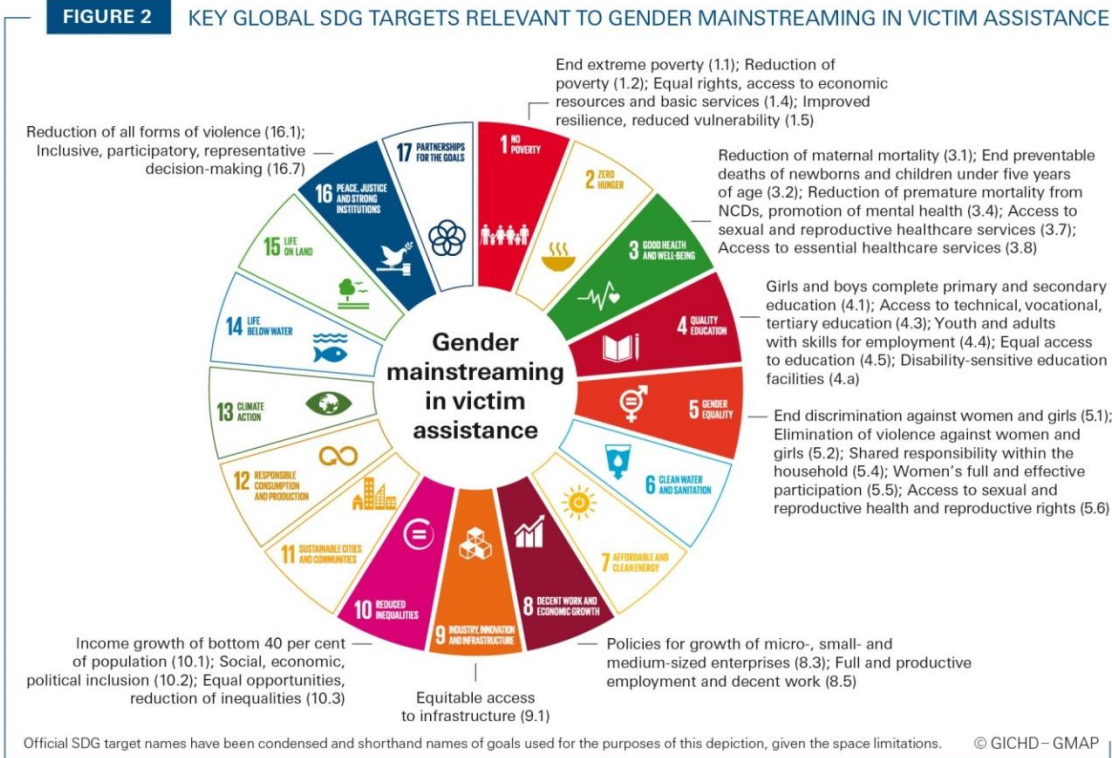 FIGURE 2
KEY GLOBAL SDG TARGETS RELEVANT TO GENDER MAINSTREAMING IN VICTIM ASSISTANCE
End extreme poverty (1.1); Reduction of
poverty (1.2); Equal rights, access to economic
resources and basic services (1.4); Improved
resilience, reduced vulnerability (1.5)
Reduction of all forms of violence (16.1);
Inclusive, participatory, representative
decision-making (16.7)
Reduction of maternal mortality (3.1); End preventable
deaths of newborns and children under five years
of age (3.2); Reduction of premature mortality from
NCDs, promotion of mental health (3.4); Access to
sexual and reproductive healthcare services (3.7);
Access to essential healthcare services (3.8)
Girls and boys complete primary and secondary
education (4.1); Access to technical, vocational,
tertiary education (4.3); Youth and adults
with skills for employment (4.4); Equal access
to education (4.5); Disability-sensitive education
facilities (4.a)
End discrimination against women and girls (5.1);
Elimination of violence against women and
girls (5.2); Shared responsibility within the
household (5.4); Women's full and effective
participation (5.5); Access to sexual and
reproductive health and reproductive rights (5.6)
1 NO
POVERTY
2 ZERO
HUNGER
3 GOOD HEALTH
AND WELL-BEING
4 QUALITY
EDUCATION
5 GENDER
EQUALITY
6 CLEAN WATER
AND SANITATION
7 AFFORDABLE AND
CLEAN ENERGY
8 DECENT WORK AND
ECONOMIC GROWTH
9 INDUSTRY, INNOVATION
AND INFRASTRUCTURE
10 REDUCED
INEQUALITIES
11 SUSTAINABLE CITIES
AND COMMUNITIES
12 RESPONSIBLE
CONSUMPTION
AND PRODUCTION
13 CLIMATE
ACTION
14 LIFE
BELOW WATER
15 LIFE
ON LAND
16 PEACE, JUSTICE
AND STRONG
INSTITUTIONS
17 PARTNERSHIPS
FOR THE GOALS
Gender
mainstreaming
in victim
assistance
Income growth of bottom 40 per cent
of population (10.1); Social, economic,
political inclusion (10.2); Equal opportunities,
reduction of inequalities (10.3)
Equitable access
to infrastructure (9.1)
Policies for growth of micro-, small- and
medium-sized enterprises (8.3); Full and productive
employment and decent work (8.5)
Official SDG target names have been condensed and shorthand names of goals used for the purposes of this depiction, given the space limitations.
© GICHD – GMAP